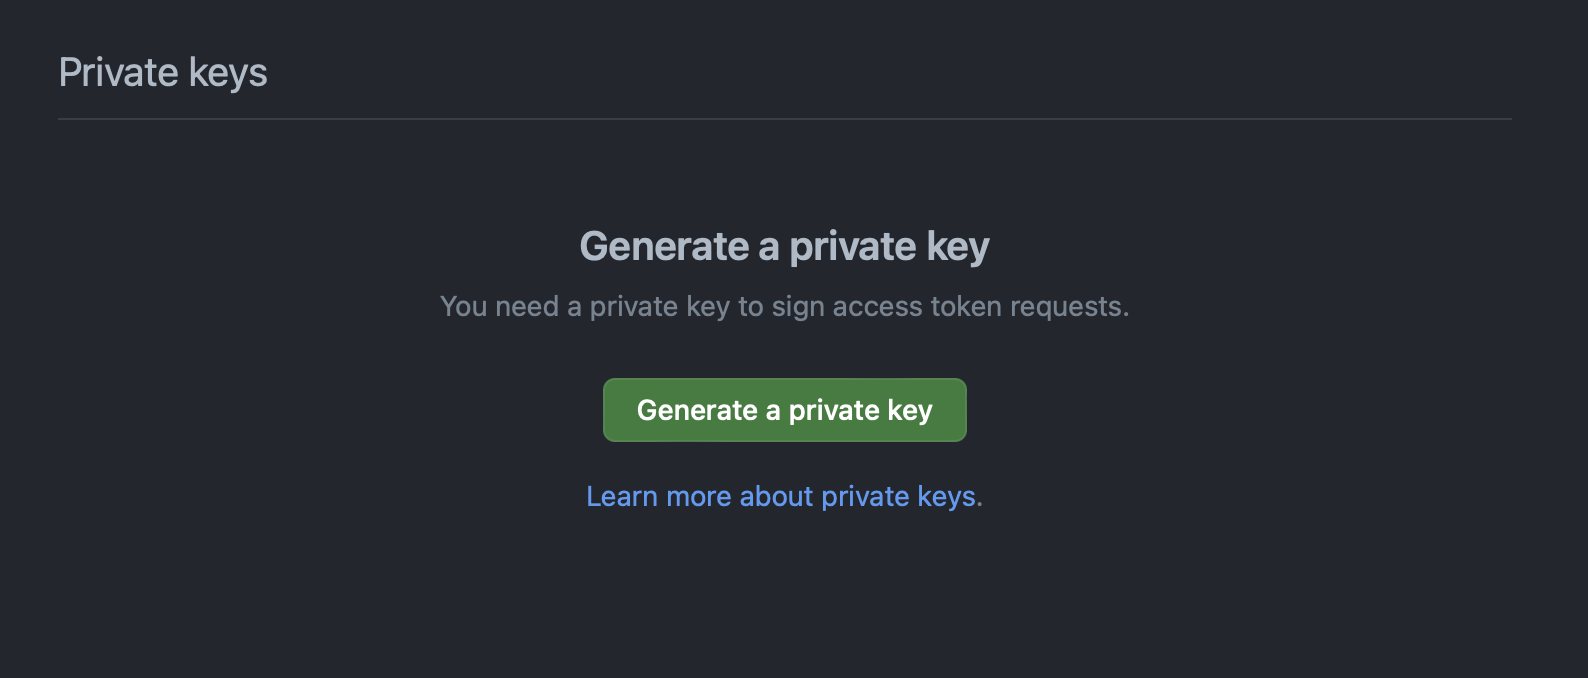 Private keys
Generate a private key
You need a private key to sign access token requests.
Generate a private key
Learn more about private keys.